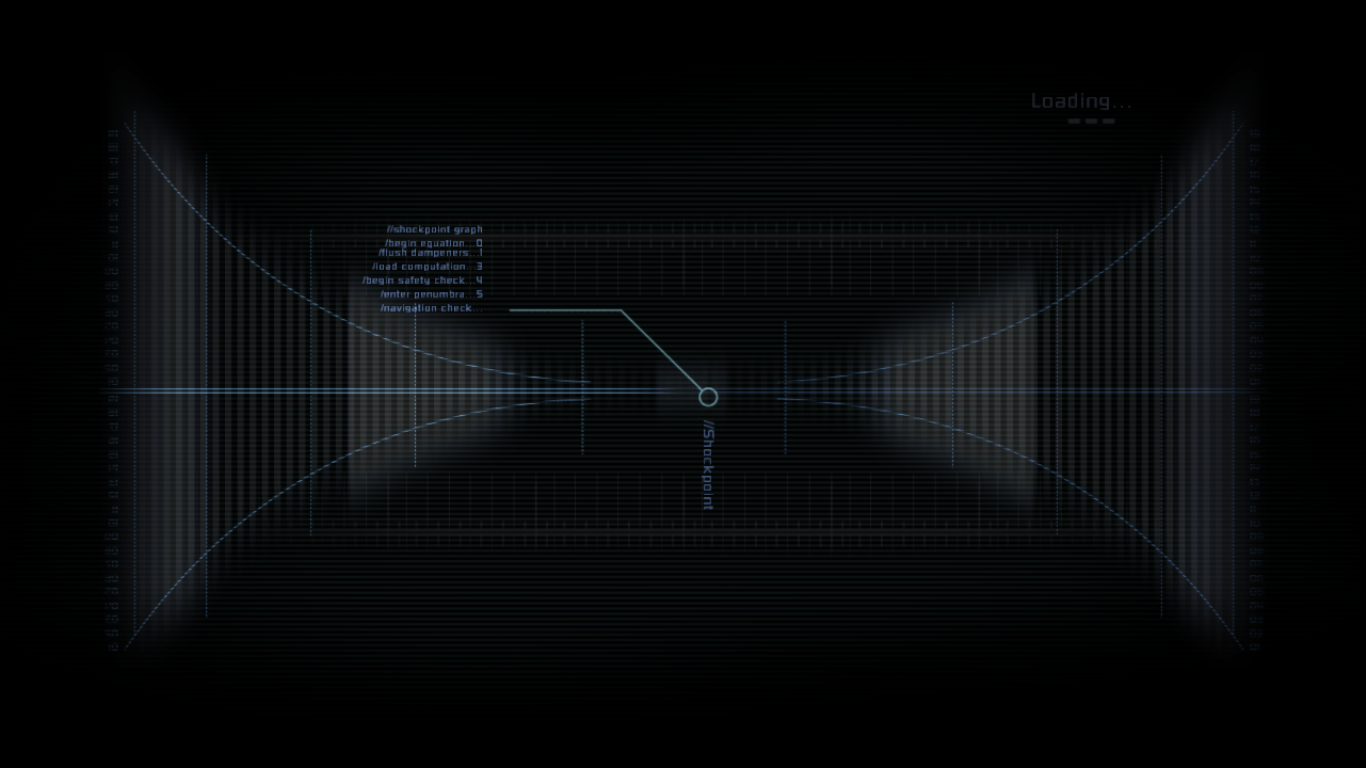 Loading...
//shockpoint graph
/begin equation...0
/flush dampeners...1
/load computation...3
/begin safety check...4
/enter penumbra...5
/navigation check...
//Shockpoint